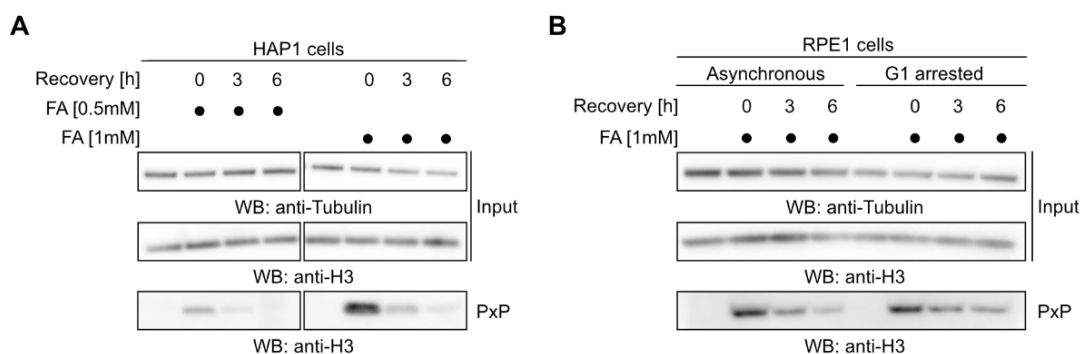 A
HAP1 cells
Recovery [h] 0 3 6 0 3 6
FA [0.5mM]
FA [1mM]
WB: anti-Tubulin
Input
WB: anti-H3
PxP
WB: anti-H3
B
RPE1 cells
Asynchronous G1 arrested
Recovery [h] 0 3 6 0 3 6
FA [1mM]
WB: anti-Tubulin
Input
WB: anti-H3
PxP
WB: anti-H3